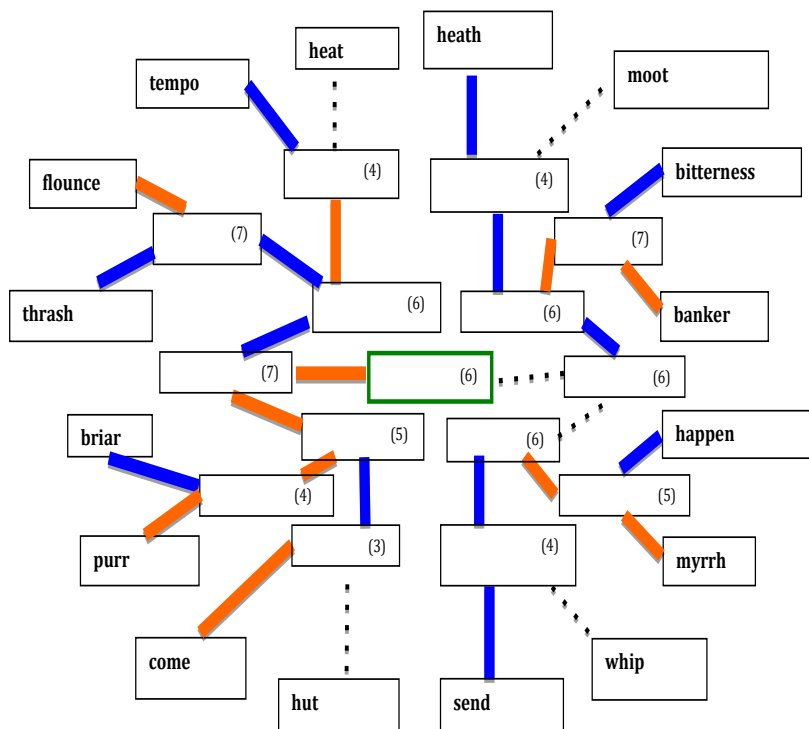 heat
heath
moot
tempo
(4)
(4)
flounce
bitterness
(7)
(7)
thrash
(6)
(6)
banker
(7)
(6)
(6)
briar
(5)
(6)
happen
(4)
(5)
purr
(3)
(4)
myrrh
come
whip
hut
send